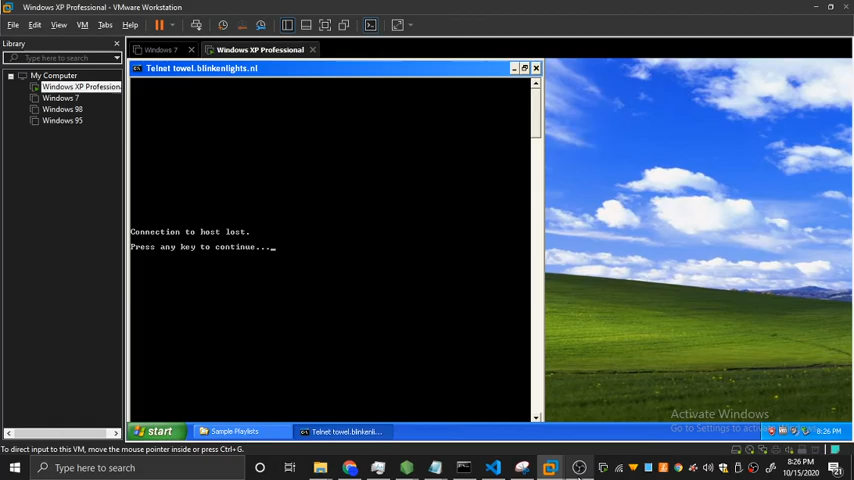 Windows XP Professional - VMware Workstation
File Edit View VM Tabs Help
Library
Type here to search
My Computer
Windows XP Profession
Windows 7
Windows 98
Windows 95
Windows 7
Windows XP Professional
Telnet towel.blinkenlights.nl
Connection to host lost.
Press any key to continue..._
Activate Windows
Go to Settings to activ
start
Sample Playlists
Telnet towel.blinkenli...
8:26 PM
To direct input to this VM, move the mouse pointer inside or press Ctrl+G.
Type here to search
8:26 PM
10/15/2020
21